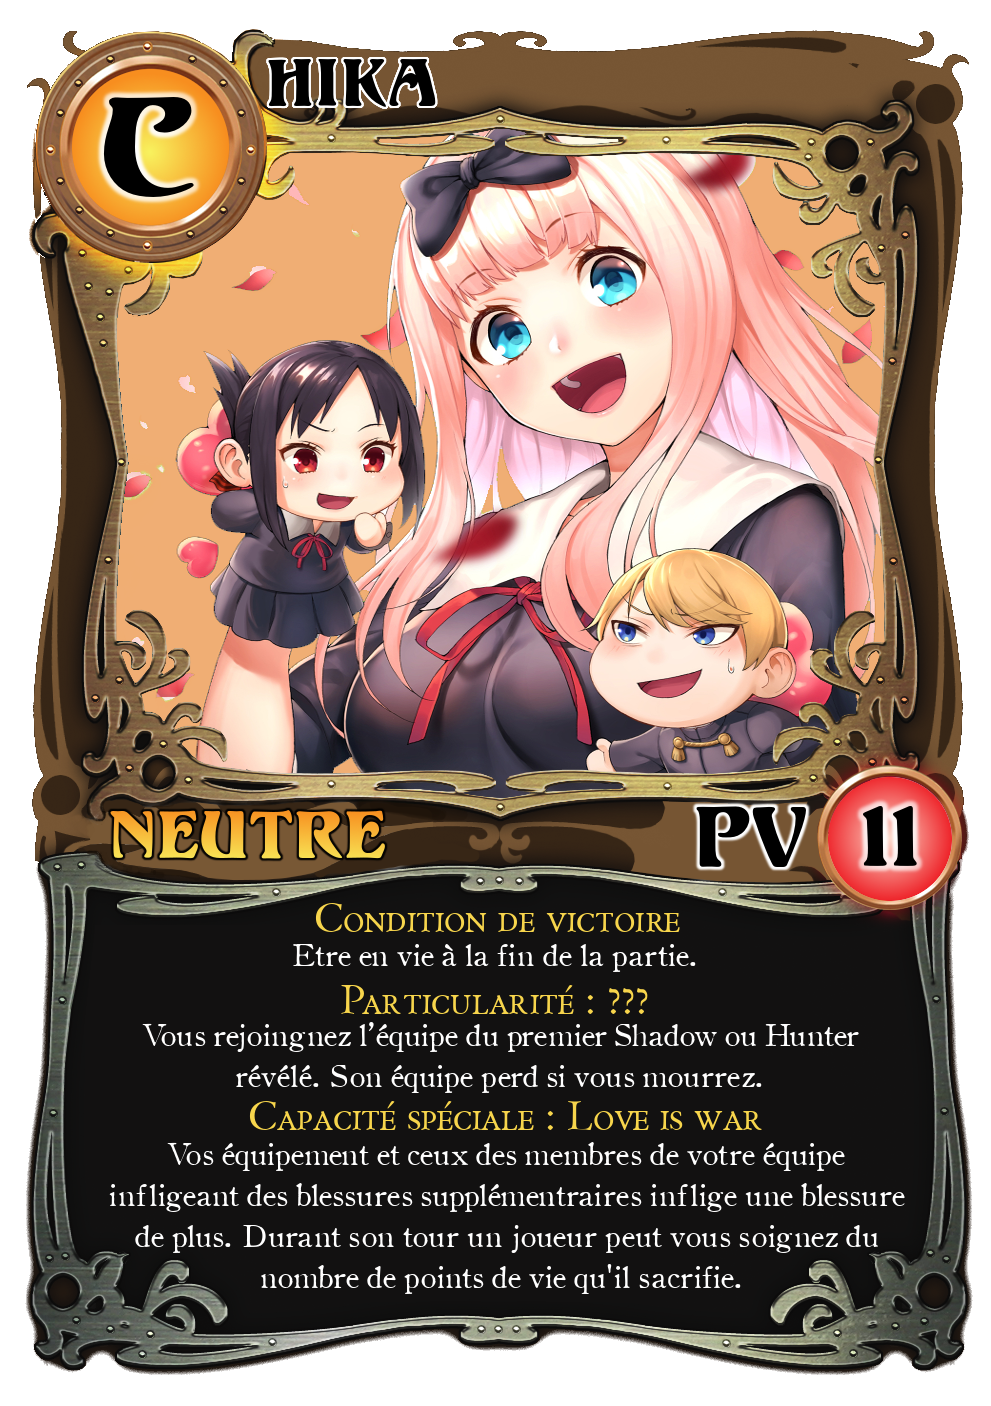 CHIKA
NEUTRE
PV 11
Condition de victoire
Etre en vie à la fin de la partie.
Particularité : ???
Vous rejoingnez l'équipe du premier Shadow ou Hunter
révélé. Son équipe perd si vous mourrez.
Capacité spéciale : Love is war
Vos équipement et ceux des membres de votre équipe
infligeant des blessures supplémentraires inflige une blessure
de plus. Durant son tour un joueur peut vous soignez du
nombre de points de vie qu'il sacrifie.